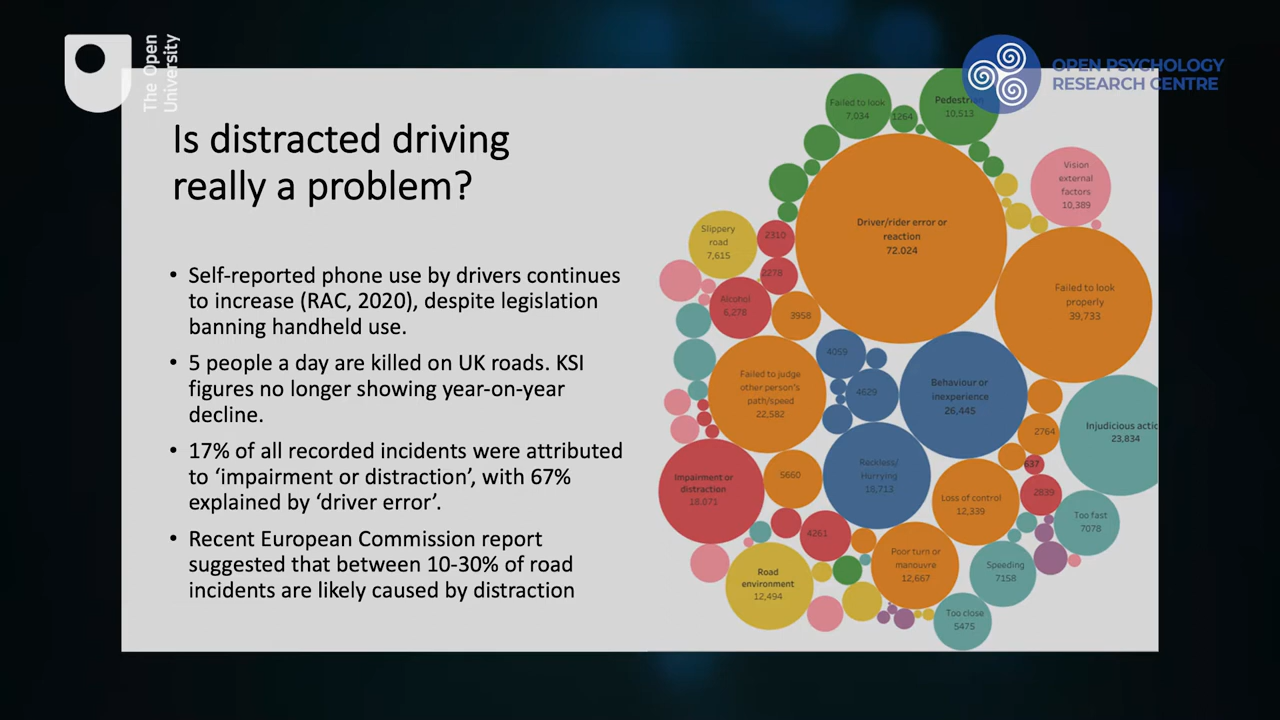 The Open
University
OPEN PSYCHOLOGY
RESEARCH CENTRE
Is distracted driving
really a problem?
• Self-reported phone use by drivers continues
to increase (RAC, 2020), despite legislation
banning handheld use.
• 5 people a day are killed on UK roads. KSI
figures no longer showing year-on-year
decline.
• 17% of all recorded incidents were attributed
to ‘impairment or distraction’, with 67%
explained by ‘driver error’.
• Recent European Commission report
suggested that between 10-30% of road
incidents are likely caused by distraction
Failed to look
7,034
1264
Pedestrian
10,513
Vision
external
factors
10,389
Driver/rider error or
reaction
72.024
Slippery
road
7,615
2310
2278
Alcohol
6,278
3958
Failed to look
properly
39,733
4059
4629
Failed to judge
other person's
path/speed
22,582
Behaviour or
inexperience
26,445
2764
Injudicious actio
23,834
637
Impairment or
distraction
18.671
5660
Reckless/
Hurrying
18,713
Loss of control
12,339
2839
Too fast
7078
4261
Poor turn or
manouvre
12,667
Speeding
7158
Road
environment
12,494
Too close
5475